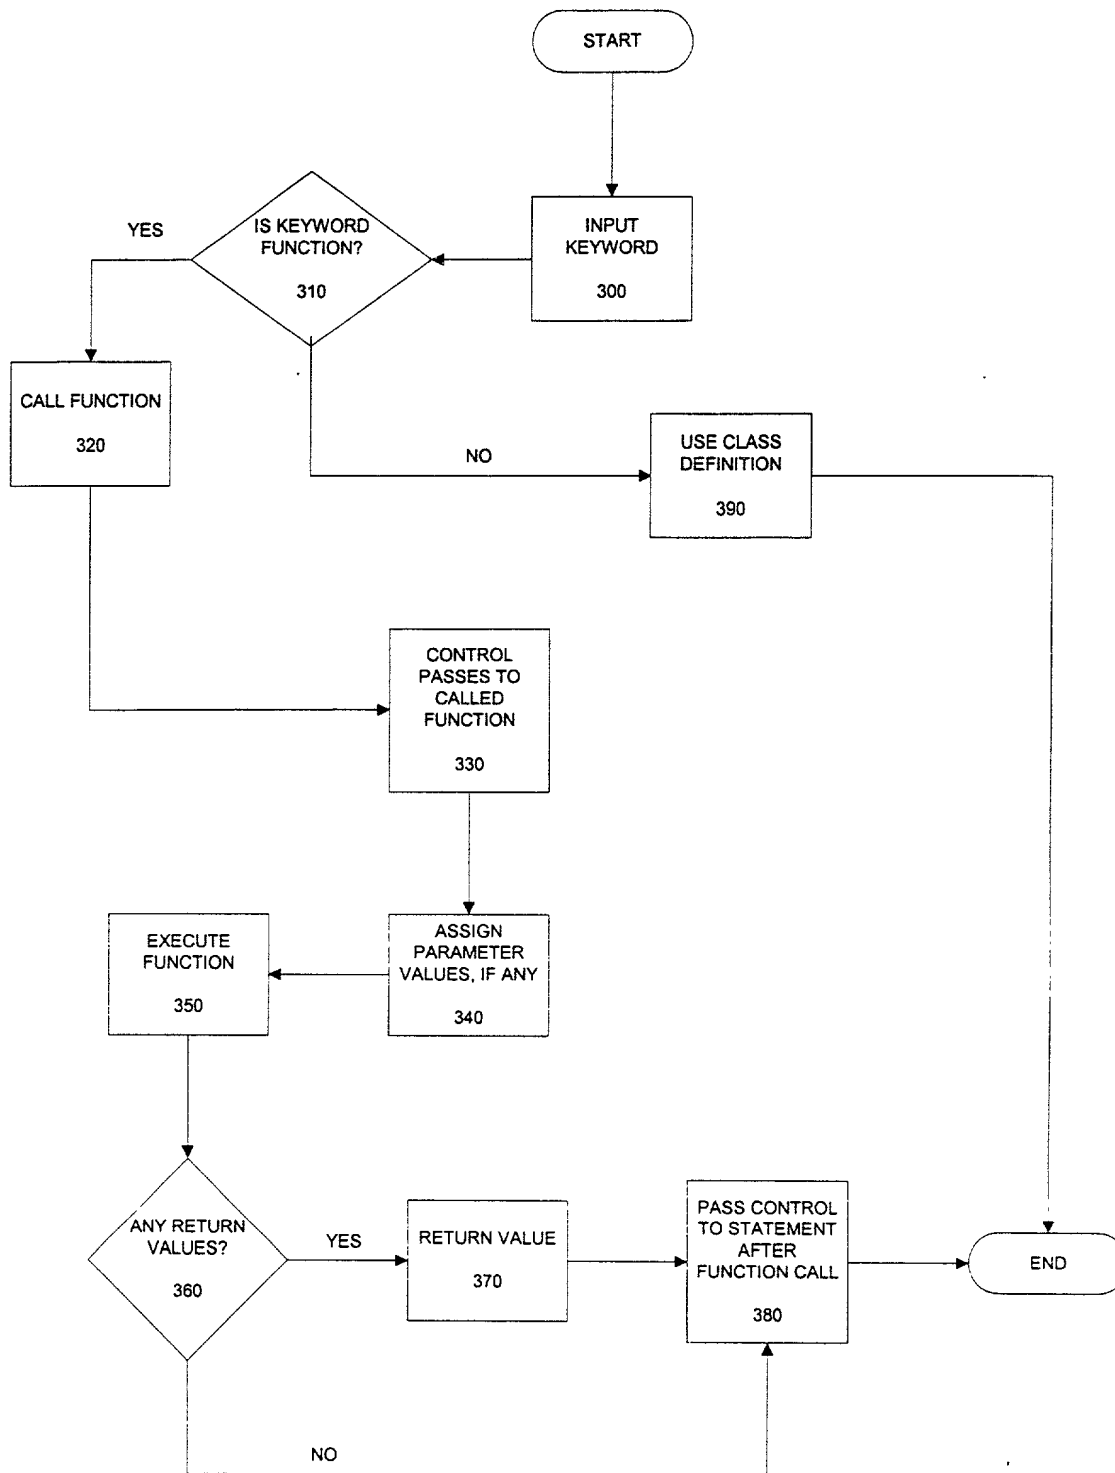 START
INPUT
KEYWORD
300
IS KEYWORD
FUNCTION?
310
YES
CALL FUNCTION
320
NO
USE CLASS
DEFINITION
390
CONTROL
PASSES TO
CALLED
FUNCTION
330
ASSIGN
PARAMETER
VALUES, IF ANY
340
EXECUTE
FUNCTION
350
ANY RETURN
VALUES?
360
YES
RETURN VALUE
370
PASS CONTROL
TO STATEMENT
AFTER
FUNCTION CALL
380
END
NO